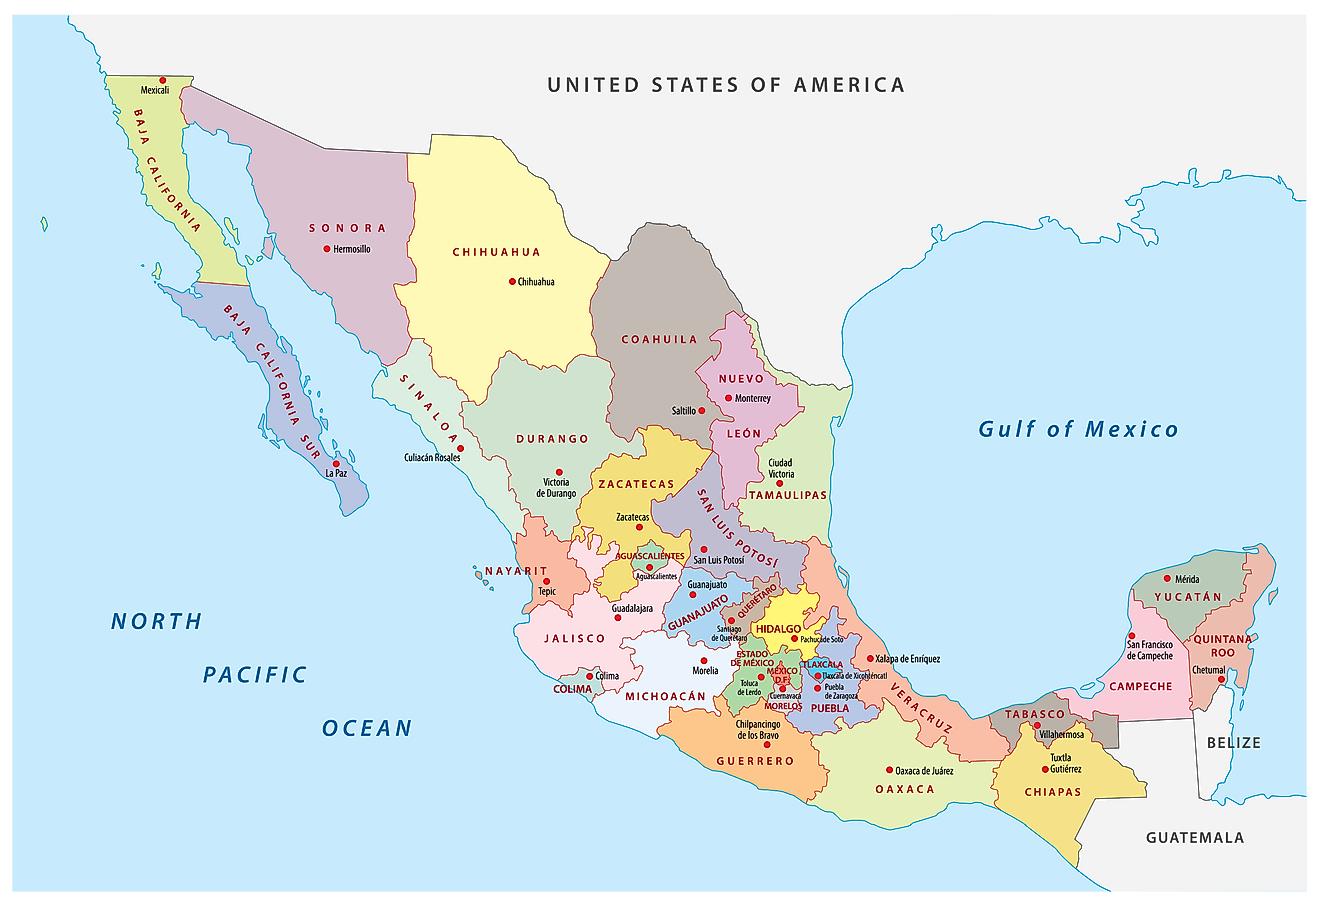 UNITED STATES OF AMERICA
Mexicali
BAJA CALIFORNIA
SONORA
Hermosillo
CHIHUAHUA
Chihuahua
BAJA CALIFORNIA SUR
La Paz
COAHUILA
Saltillo
NUEVO
Monterrey
LEÓN
SINALOA
Culiacán Rosales
DURANGO
Victoria
de Durango
Gulf of Mexico
Ciudad
Victoria
TAMAULIPAS
ZACATECAS
Zacatecas
SAN LUIS POTOSÍ
San Luis Potosí
AGUASCALIENTES
Aguascalientes
NAYARIT
Tepic
Guadalajara
JALISCO
Guanajuato
GUANAJUATO
QUERÉTARO
Santiago
de Querétaro
HIDALGO
Pachuca de Soto
Colima
COLIMA
Morelia
MICHOACÁN
ESTADO
DE MÉXICO
Toluca
de Lerdo
MÉXICO
D.F.
Cuernavaca
MORELOS
TLAXCALA
Tlaxcala de Xicohténcatl
Puebla
de Zaragoza
PUEBLA
Xalapa de Enríquez
VERACRUZ
Chilpancingo
de los Bravo
GUERRERO
Oaxaca de Juárez
OAXACA
TABASCO
Villahermosa
Tuxtla
Gutiérrez
CHIAPAS
Mérida
YUCATÁN
San Francisco
de Campeche
CAMPECHE
QUINTANA
ROO
Chetumal
BELIZE
GUATEMALA
NORTH
PACIFIC
OCEAN